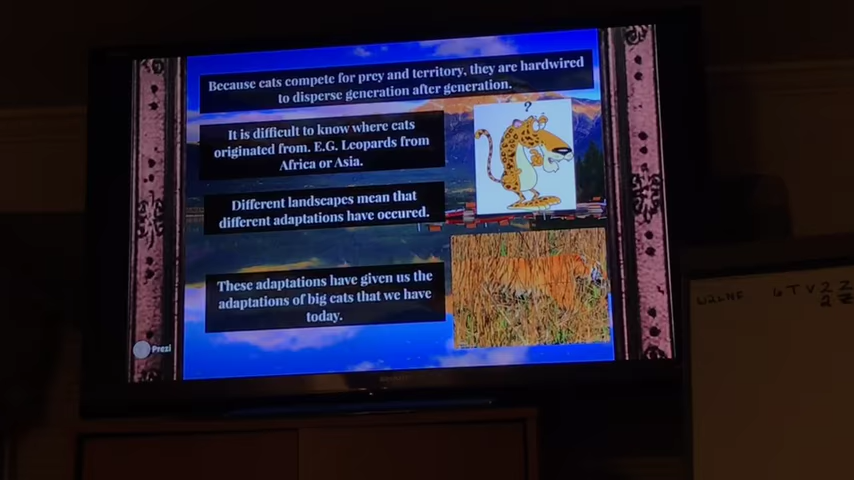 Because cats compete for prey and territory, they are hardwired
to disperse generation after generation.
?
It is difficult to know where cats
originated from. E.G. Leopards from
Africa or Asia.
Different landscapes mean that
different adaptations have occured.
These adaptations have given us the
adaptations of big cats that we have
today.
Prezi